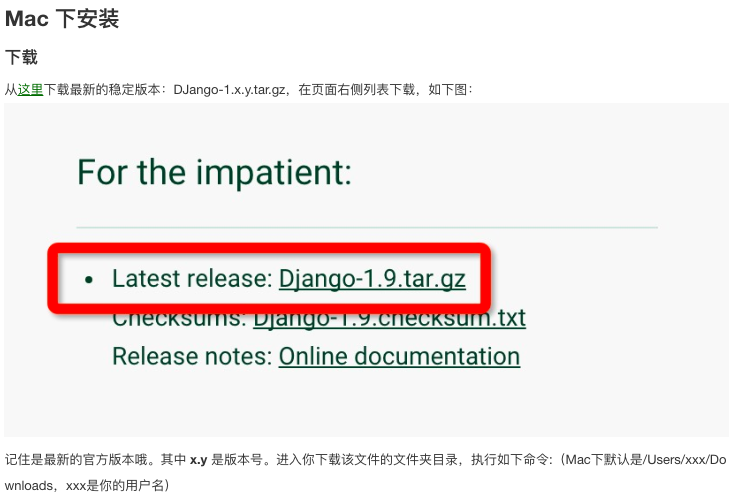 Mac 下安装
下载
从这里下载最新的稳定版本：DJango-1.x.y.tar.gz，在页面右侧列表下载，如下图：
For the impatient:
• Latest release: Django-1.9.tar.gz
Checksums: Django-1.9.checksum.txt
Release notes: Online documentation
记住是最新的官方版本哦。其中 x.y 是版本号。进入你下载该文件的文件夹目录，执行如下命令：（Mac下默认是/Users/xxx/Do
wnloads，xxx是你的用户名）